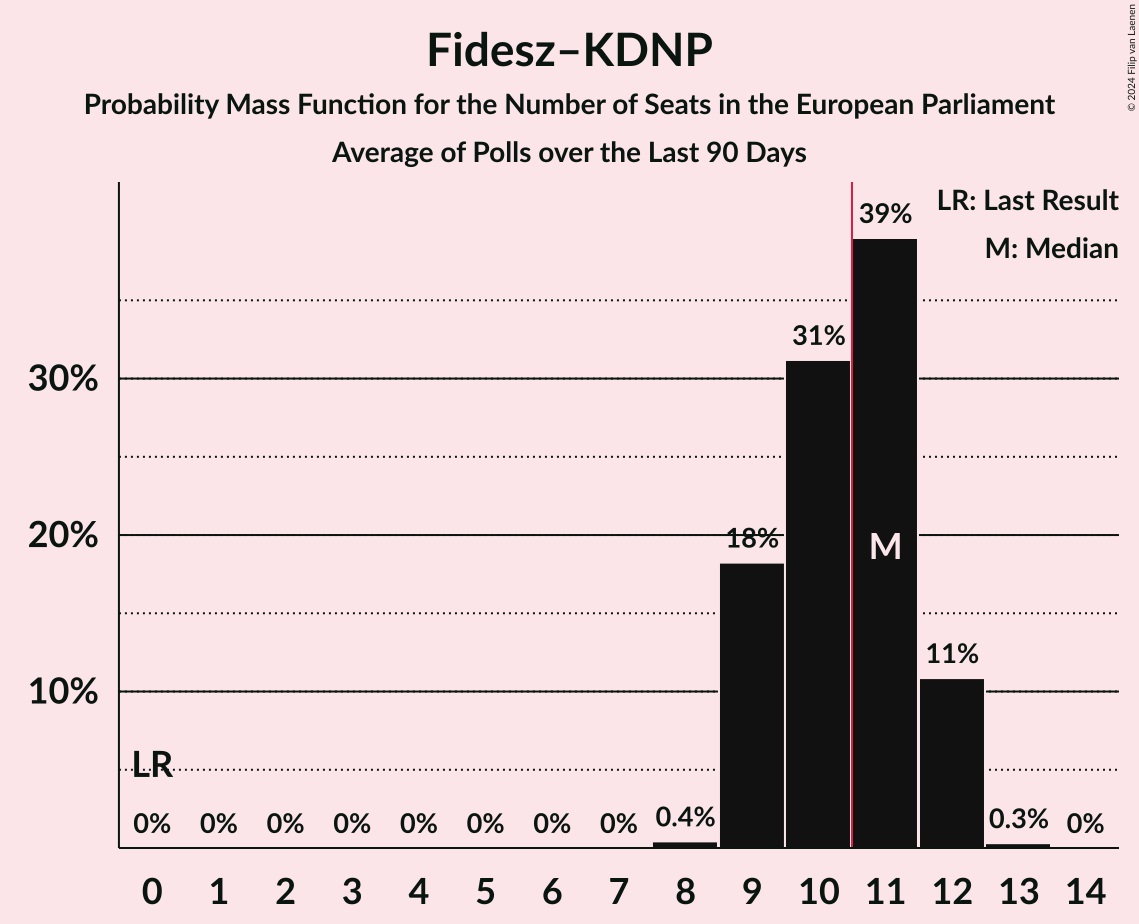 Fidesz–KDNP
Probability Mass Function for the Number of Seats in the European Parliament
Average of Polls over the Last 90 Days
© 2024 Filip van Laenen
LR: Last Result
M: Median
39%
31%
30%
18%
20%
M
11%
10%
LR
0% 0% 0% 0% 0% 0% 0% 0% 0.4% 0.3% 0%
0 1 2 3 4 5 6 7 8 9 10 11 12 13 14